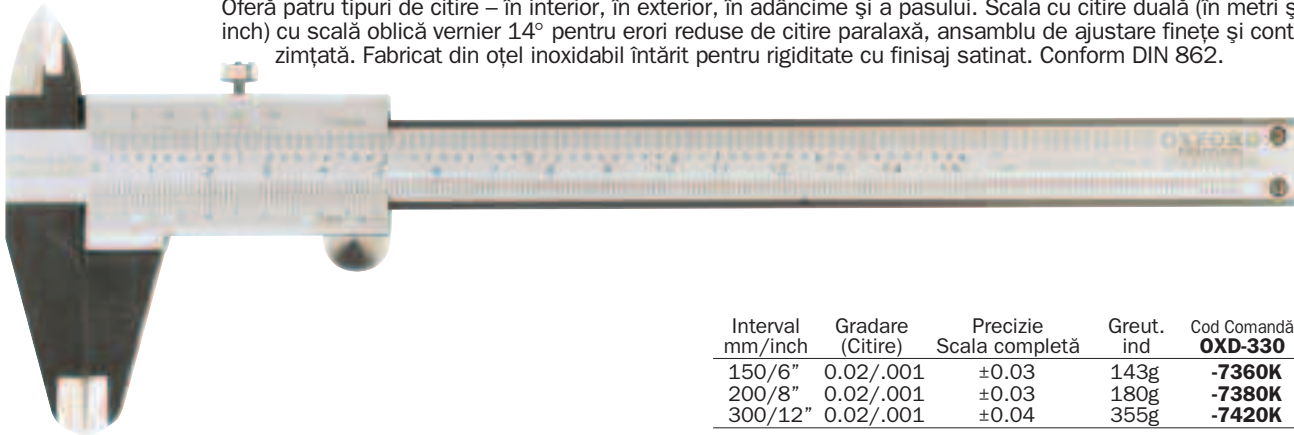 Oferă patru tipuri de citire – în interior, în exterior, în adâncime şi a pasului. Scala cu citire duală (în metri
inch) cu scală oblică vernier 14° pentru erori reduse de citire paralaxă, ansamblu de ajustare fineţe şi
zimţată. Fabricat din oţel inoxidabil întărit pentru rigiditate cu finisaj satinat. Conform DIN 862.
OXFORD
Interval Gradare Precizie Greut. Cod Comandă
mm/inch (Citire) Scala completă ind OXD-330
150/6” 0.02/.001 ±0.03 143g -7360K
200/8” 0.02/.001 ±0.03 180g -7380K
300/12” 0.02/.001 ±0.04 355g -7420K